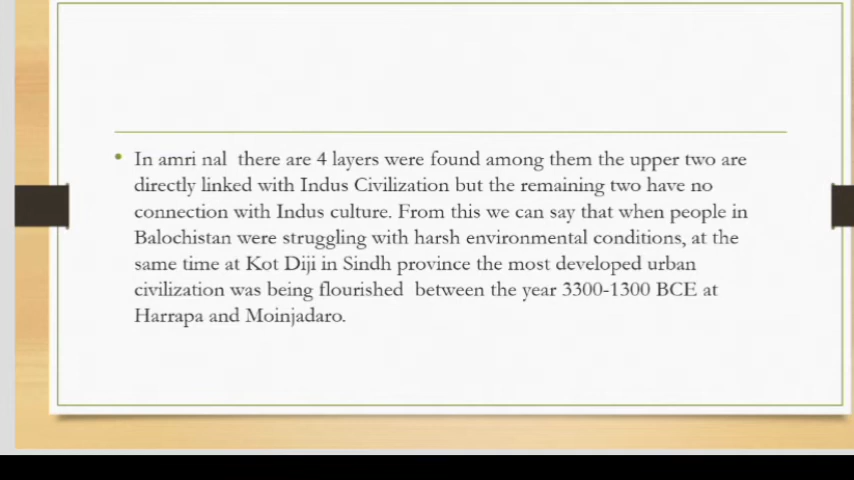 • In amri nal  there are 4 layers were found among them the upper two are
directly linked with Indus Civilization but the remaining two have no
connection with Indus culture. From this we can say that when people in
Balochistan were struggling with harsh environmental conditions, at the
same time at Kot Diji in Sindh province the most developed urban
civilization was being flourished  between the year 3300-1300 BCE at
Harrapa and Moinjadaro.